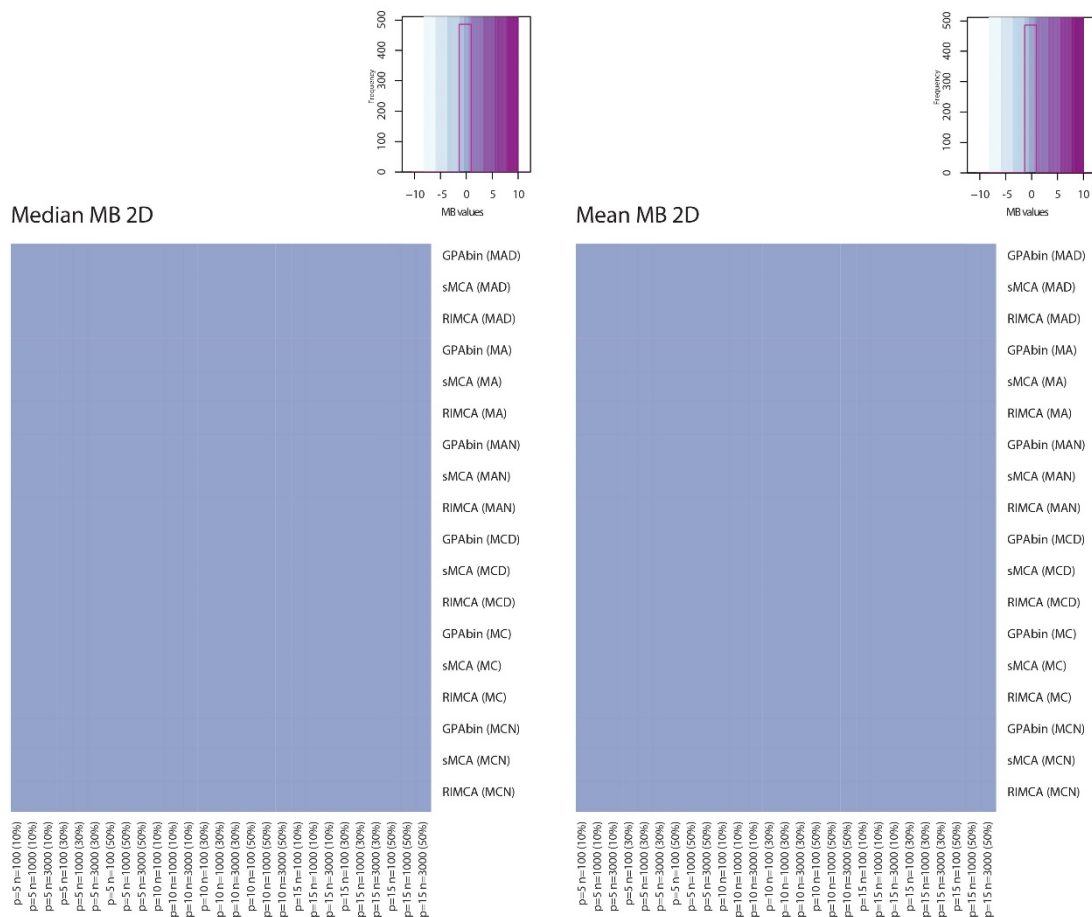 500
400
300
200
100
0
Frequency
-10 -5 0 5 10
MB values
Median MB 2D
GPAbin (MAD)
sMCA (MAD)
RIMCA (MAD)
GPAbin (MA)
sMCA (MA)
RIMCA (MA)
GPAbin (MAN)
sMCA (MAN)
RIMCA (MAN)
GPAbin (MCD)
sMCA (MCD)
RIMCA (MCD)
GPAbin (MC)
sMCA (MC)
RIMCA (MC)
GPAbin (MCN)
sMCA (MCN)
RIMCA (MCN)
p=5 n=100 (10%)
p=5 n=1000 (10%)
p=5 n=3000 (10%)
p=5 n=100 (30%)
p=5 n=1000 (30%)
p=5 n=3000 (30%)
p=5 n=100 (50%)
p=5 n=1000 (50%)
p=5 n=3000 (50%)
p=10 n=100 (10%)
p=10 n=1000 (10%)
p=10 n=3000 (10%)
p=10 n=100 (30%)
p=10 n=1000 (30%)
p=10 n=3000 (30%)
p=10 n=100 (50%)
p=10 n=1000 (50%)
p=10 n=3000 (50%)
p=15 n=100 (10%)
p=15 n=1000 (10%)
p=15 n=3000 (10%)
p=15 n=100 (30%)
p=15 n=1000 (30%)
p=15 n=3000 (30%)
p=15 n=100 (50%)
p=15 n=1000 (50%)
p=15 n=3000 (50%)
500
400
300
200
100
0
Frequency
-10 -5 0 5 10
MB values
Mean MB 2D
GPAbin (MAD)
sMCA (MAD)
RIMCA (MAD)
GPAbin (MA)
sMCA (MA)
RIMCA (MA)
GPAbin (MAN)
sMCA (MAN)
RIMCA (MAN)
GPAbin (MCD)
sMCA (MCD)
RIMCA (MCD)
GPAbin (MC)
sMCA (MC)
RIMCA (MC)
GPAbin (MCN)
sMCA (MCN)
RIMCA (MCN)
p=5 n=100 (10%)
p=5 n=1000 (10%)
p=5 n=3000 (10%)
p=5 n=100 (30%)
p=5 n=1000 (30%)
p=5 n=3000 (30%)
p=5 n=100 (50%)
p=5 n=1000 (50%)
p=5 n=3000 (50%)
p=10 n=100 (10%)
p=10 n=1000 (10%)
p=10 n=3000 (10%)
p=10 n=100 (30%)
p=10 n=1000 (30%)
p=10 n=3000 (30%)
p=10 n=100 (50%)
p=10 n=1000 (50%)
p=10 n=3000 (50%)
p=15 n=100 (10%)
p=15 n=1000 (10%)
p=15 n=3000 (10%)
p=15 n=100 (30%)
p=15 n=1000 (30%)
p=15 n=3000 (30%)
p=15 n=100 (50%)
p=15 n=1000 (50%)
p=15 n=3000 (50%)